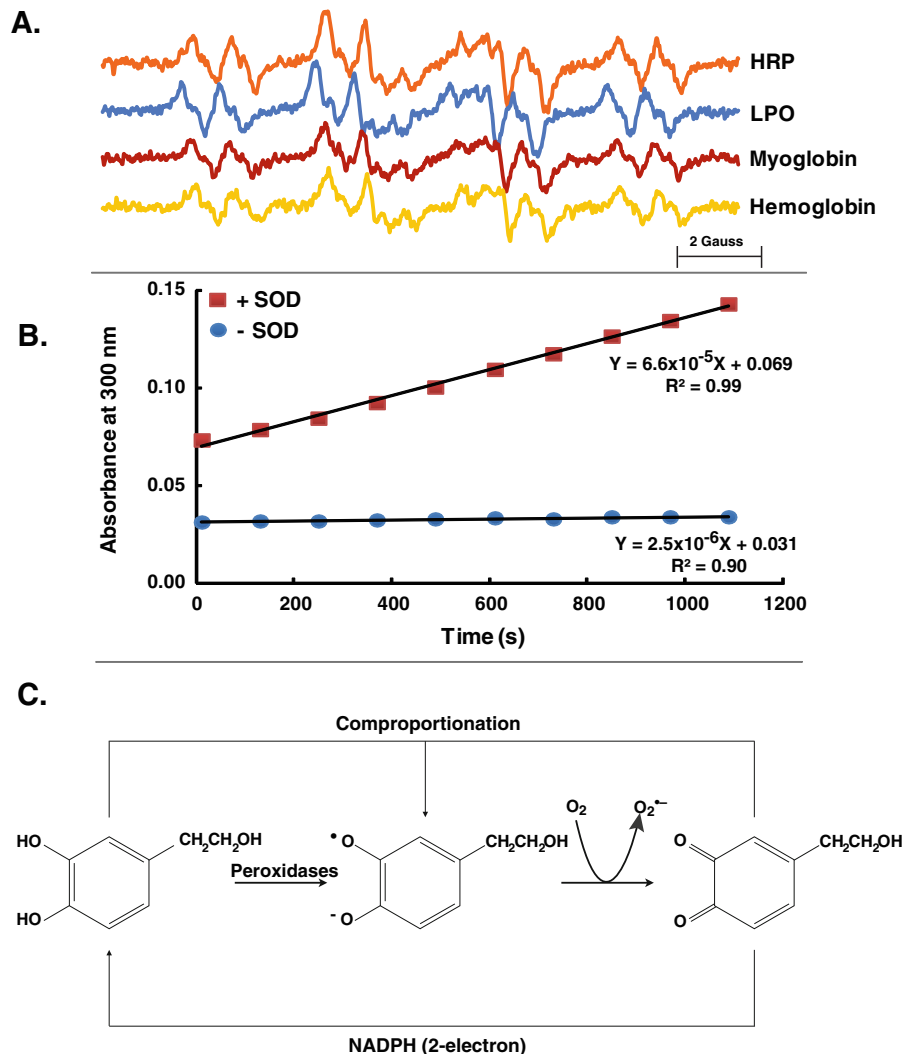 A.
HRP
LPO
Myoglobin
Hemoglobin
2 Gauss
B.
0.15
0.10
0.05
0.00
Absorbance at 300 nm
+ SOD
- SOD
Y = 6.6x10⁻⁵X + 0.069
R² = 0.99
Y = 2.5x10⁻⁶X + 0.031
R² = 0.90
0 200 400 600 800 1000 1200
Time (s)
C.
Comproportionation
HO
HO
CH₂CH₂OH
Peroxidases
•O
-O
CH₂CH₂OH
O₂
O₂•−
O
O
CH₂CH₂OH
NADPH (2-electron)